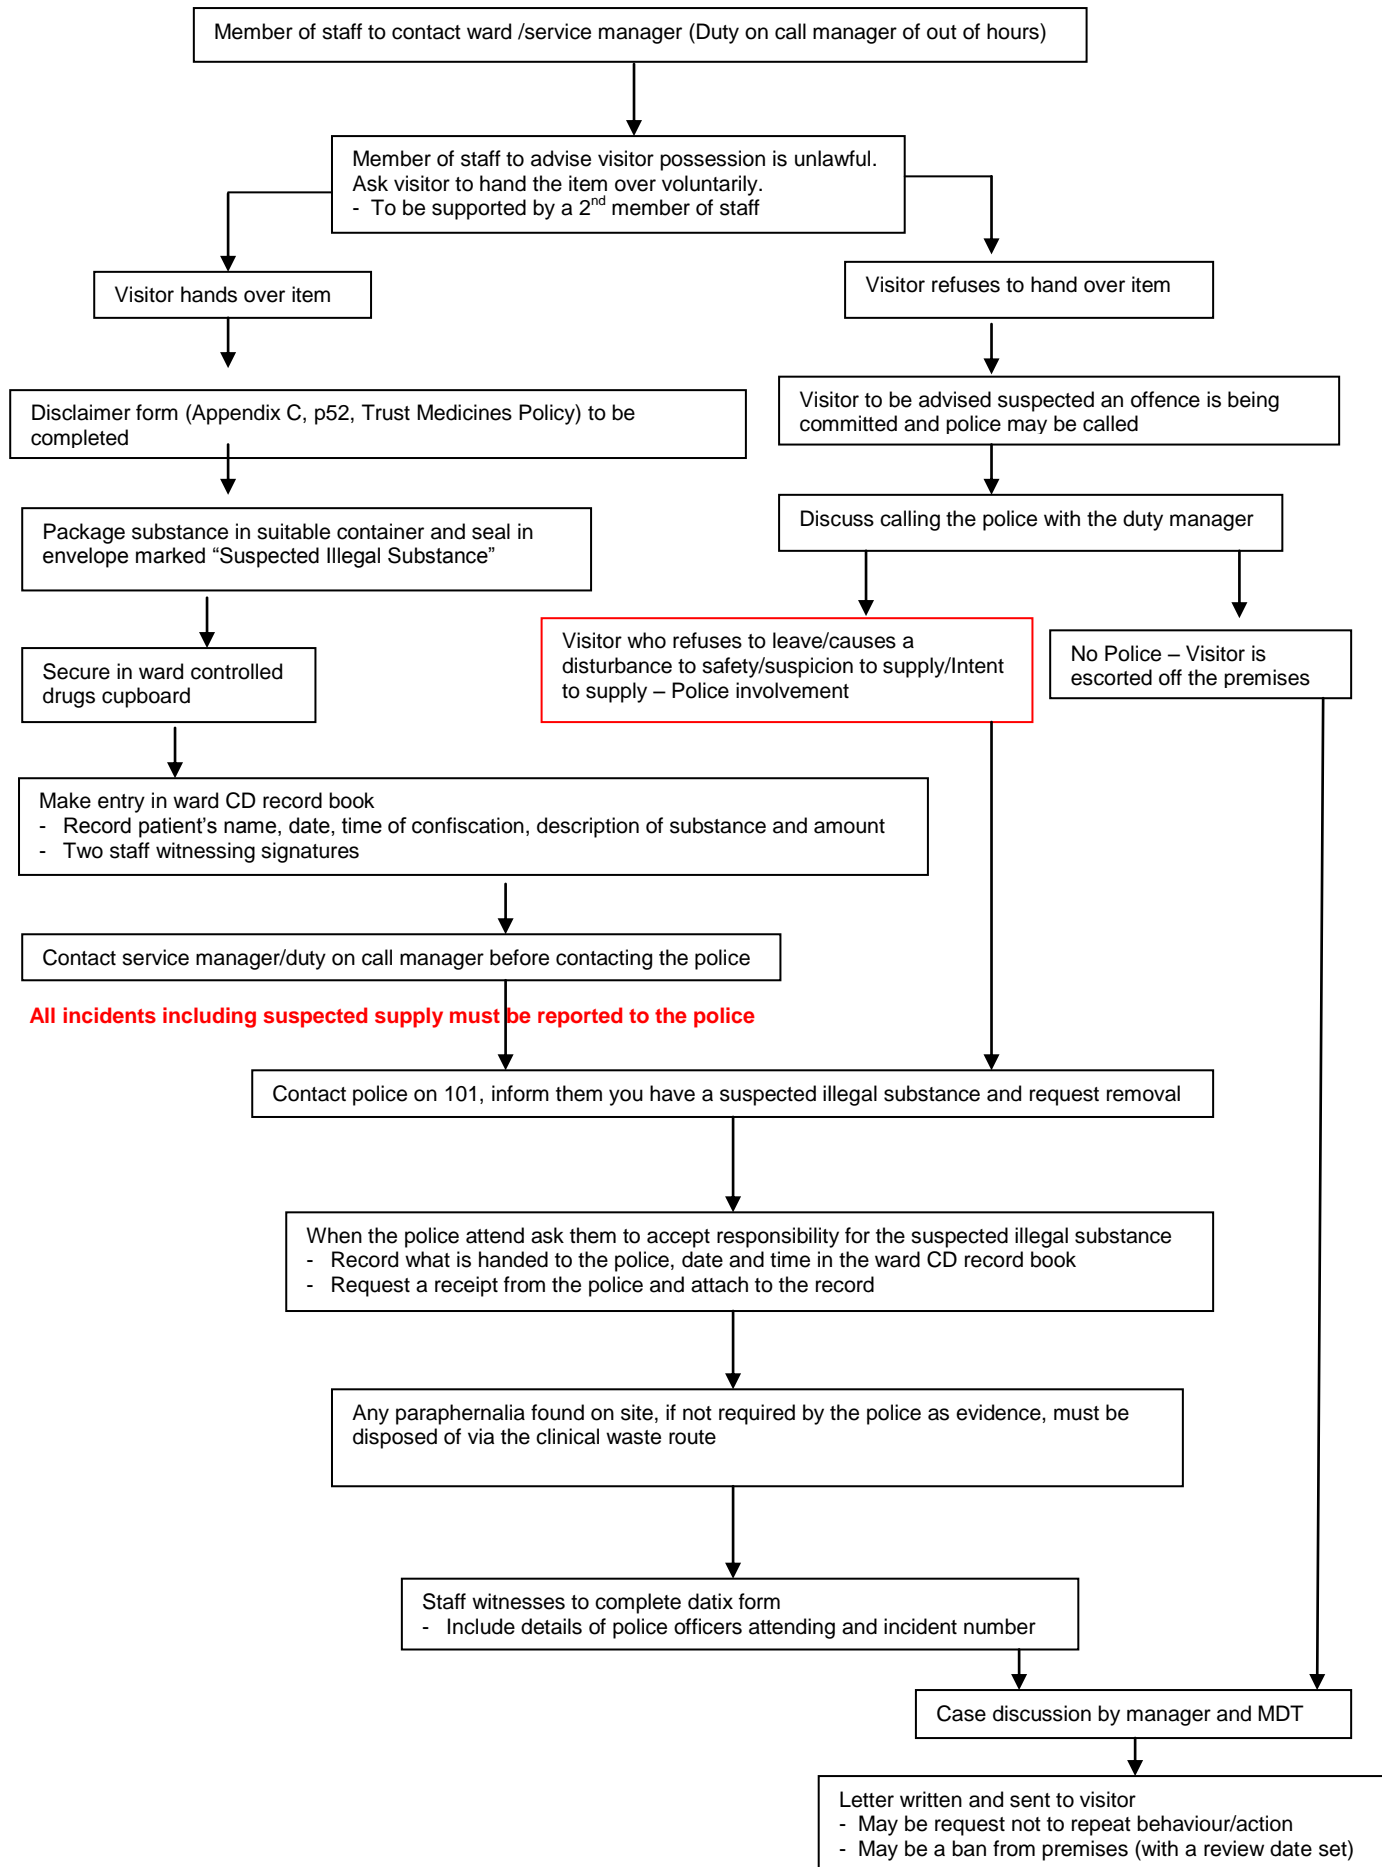 Member of staff to contact ward /service manager (Duty on call manager of out of hours)
Member of staff to advise visitor possession is unlawful.
Ask visitor to hand the item over voluntarily.
- To be supported by a 2nd member of staff
Visitor hands over item
Visitor refuses to hand over item
Disclaimer form (Appendix C, p52, Trust Medicines Policy) to be
completed
Visitor to be advised suspected an offence is being
committed and police may be called
Package substance in suitable container and seal in
envelope marked “Suspected Illegal Substance”
Discuss calling the police with the duty manager
Secure in ward controlled
drugs cupboard
Visitor who refuses to leave/causes a
disturbance to safety/suspicion to supply/Intent
to supply – Police involvement
No Police – Visitor is
escorted off the premises
Make entry in ward CD record book
- Record patient’s name, date, time of confiscation, description of substance and amount
- Two staff witnessing signatures
Contact service manager/duty on call manager before contacting the police
All incidents including suspected supply must be reported to the police
Contact police on 101, inform them you have a suspected illegal substance and request removal
When the police attend ask them to accept responsibility for the suspected illegal substance
- Record what is handed to the police, date and time in the ward CD record book
- Request a receipt from the police and attach to the record
Any paraphernalia found on site, if not required by the police as evidence, must be
disposed of via the clinical waste route
Staff witnesses to complete datix form
- Include details of police officers attending and incident number
Case discussion by manager and MDT
Letter written and sent to visitor
- May be request not to repeat behaviour/action
- May be a ban from premises (with a review date set)